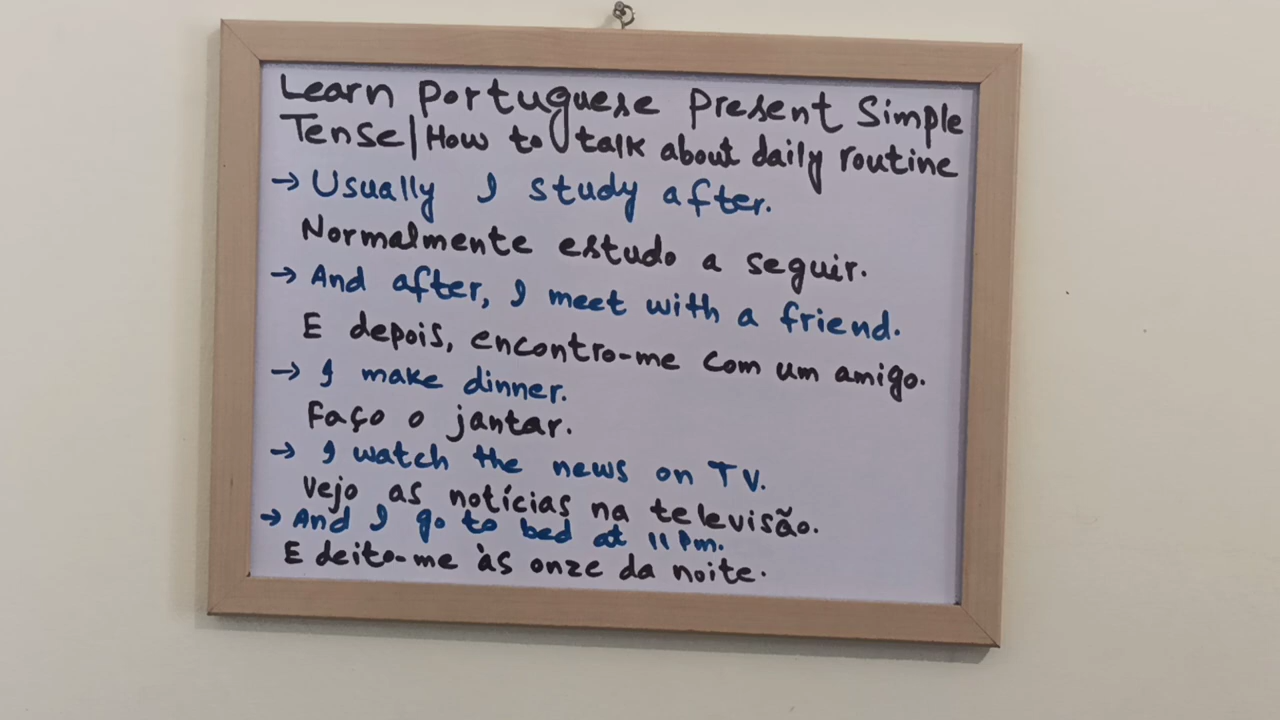 Learn Portuguese Present Simple
Tense|How to talk about daily routine
→ Usually I study after.
Normalmente estudo a seguir.
→ And after, I meet with a friend.
E depois, encontro-me com um amigo.
→ I make dinner.
Faço o jantar.
→ I watch the news on TV.
Vejo as notícias na televisão.
→ And I go to bed at 11 Pm.
E deito-me às onze da noite.